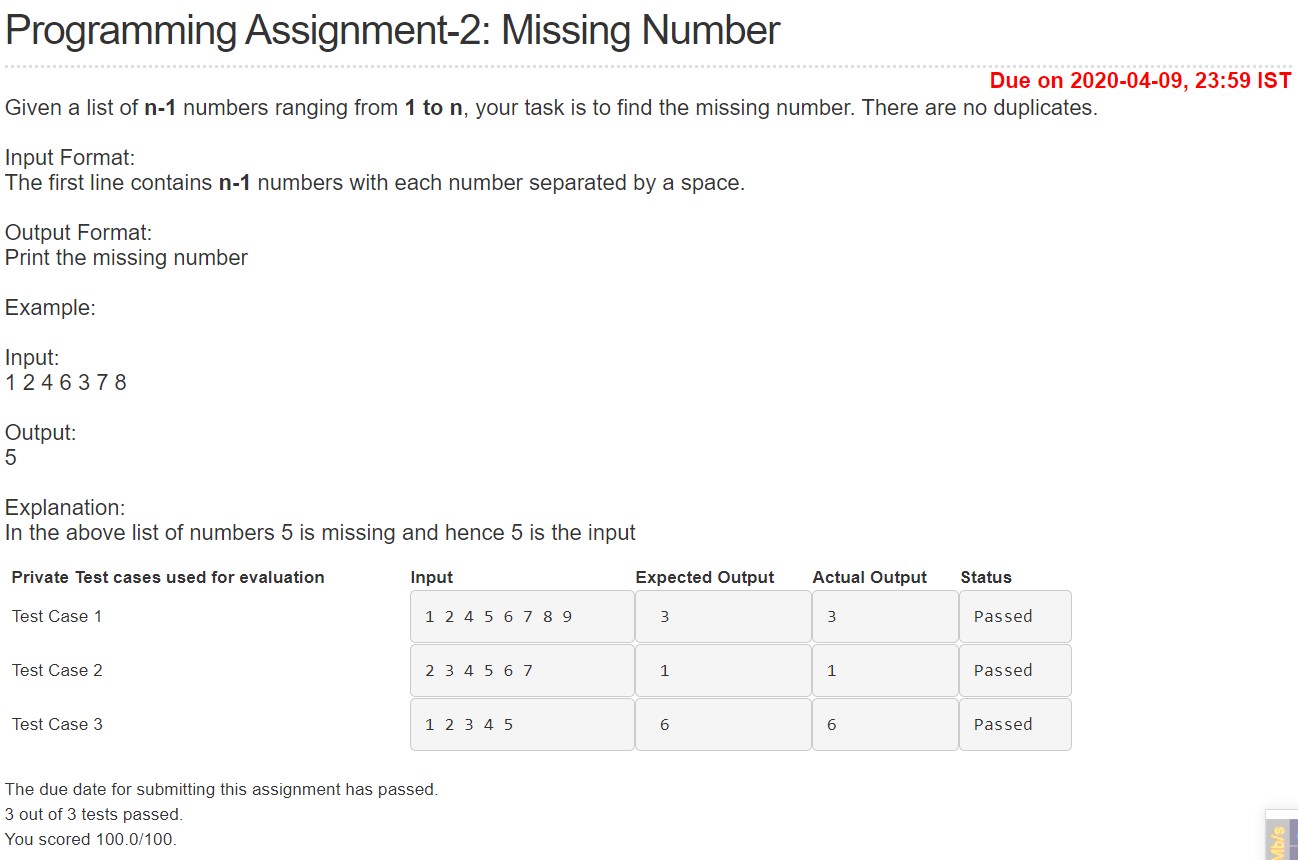 Programming Assignment-2: Missing Number
Due on 2020-04-09, 23:59 IST
Given a list of n-1 numbers ranging from 1 to n, your task is to find the missing number. There are no duplicates.
Input Format:
The first line contains n-1 numbers with each number separated by a space.
Output Format:
Print the missing number
Example:
Input:
1 2 4 6 3 7 8
Output:
5
Explanation:
In the above list of numbers 5 is missing and hence 5 is the input
Private Test cases used for evaluation Input Expected Output Actual Output Status
Test Case 1 1 2 4 5 6 7 8 9 3 3 Passed
Test Case 2 2 3 4 5 6 7 1 1 Passed
Test Case 3 1 2 3 4 5 6 6 Passed
The due date for submitting this assignment has passed.
3 out of 3 tests passed.
You scored 100.0/100.
Mb/s